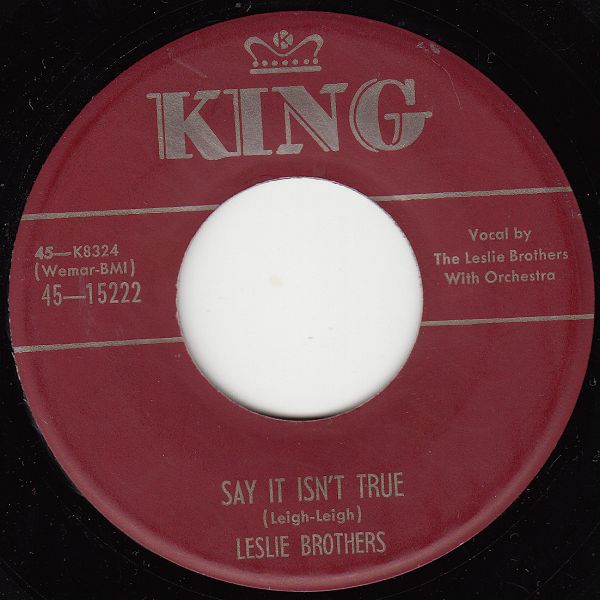 K
KING
45—K8324
(Wemar-BMI)
45—15222
Vocal by
The Leslie Brothers
With Orchestra
SAY IT ISN'T TRUE
(Leigh-Leigh)
LESLIE BROTHERS